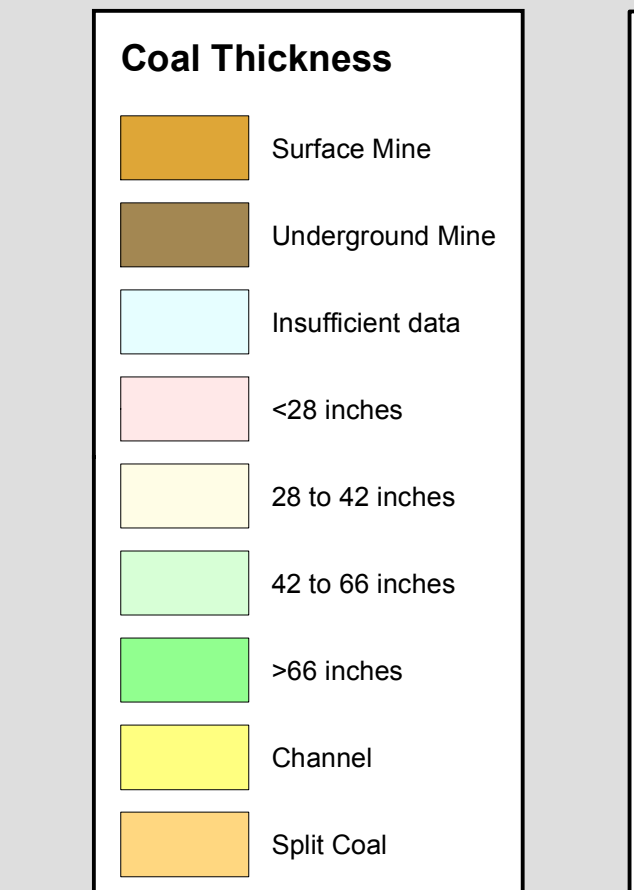 Coal Thickness
Surface Mine
Underground Mine
Insufficient data
<28 inches
28 to 42 inches
42 to 66 inches
>66 inches
Channel
Split Coal